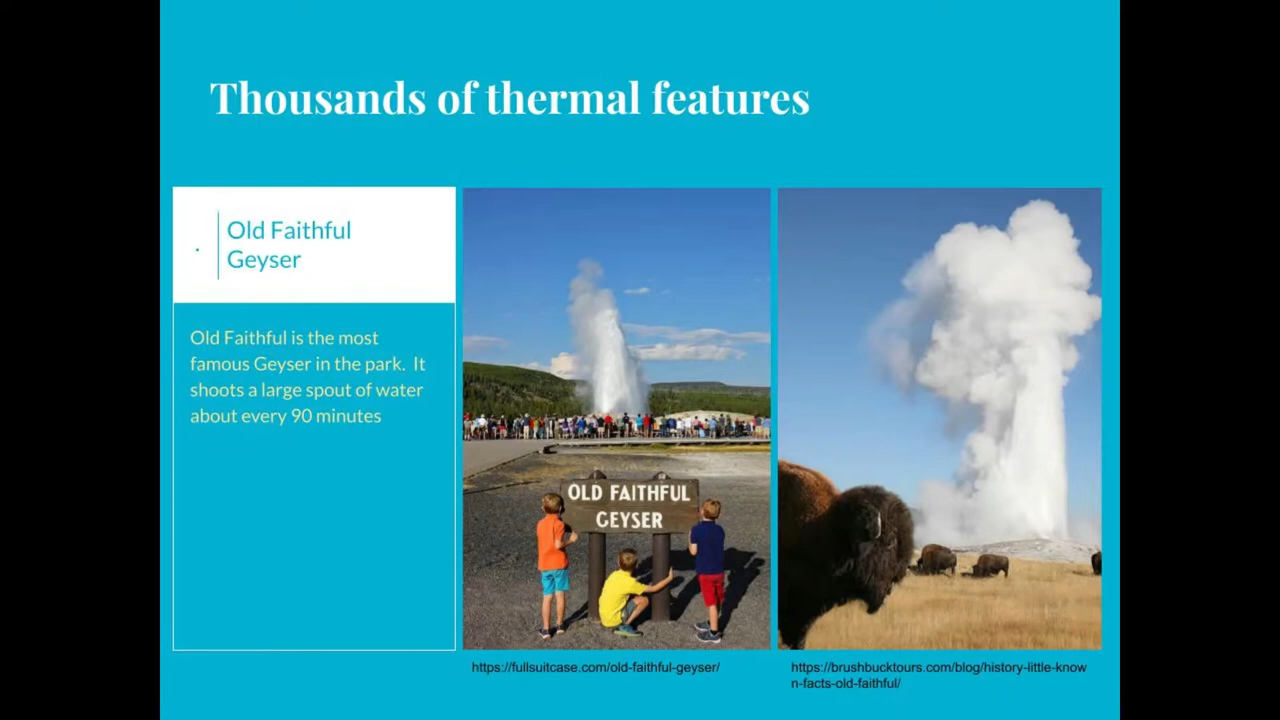 Thousands of thermal features
Old Faithful
Geyser
Old Faithful is the most
famous Geyser in the park.  It
shoots a large spout of water
about every 90 minutes
OLD FAITHFUL
GEYSER
https://fullsuitcase.com/old-faithful-geyser/
https://brushbucktours.com/blog/history-little-know
n-facts-old-faithful/